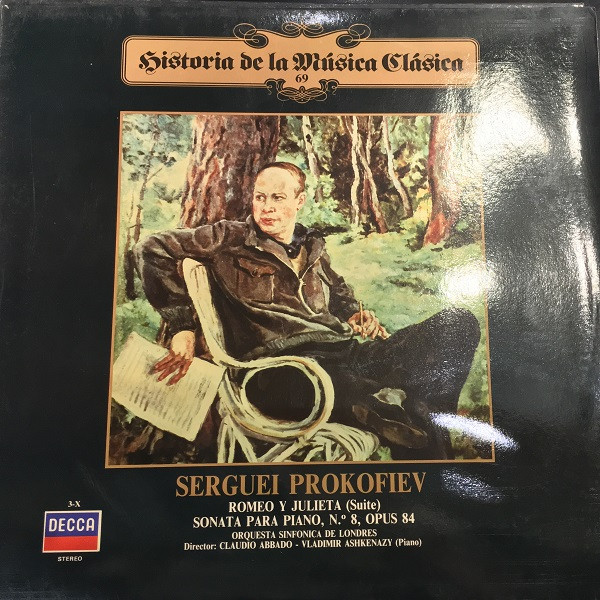 Historia de la Música Clásica
69
SERGUEI PROKOFIEV
ROMEO Y JULIETA (Suite)
SONATA PARA PIANO, N.º 8, OPUS 84
ORQUESTA SINFONICA DE LONDRES
Director: CLAUDIO ABBADO - VLADIMIR ASHKENAZY (Piano)
3-X
DECCA
STEREO